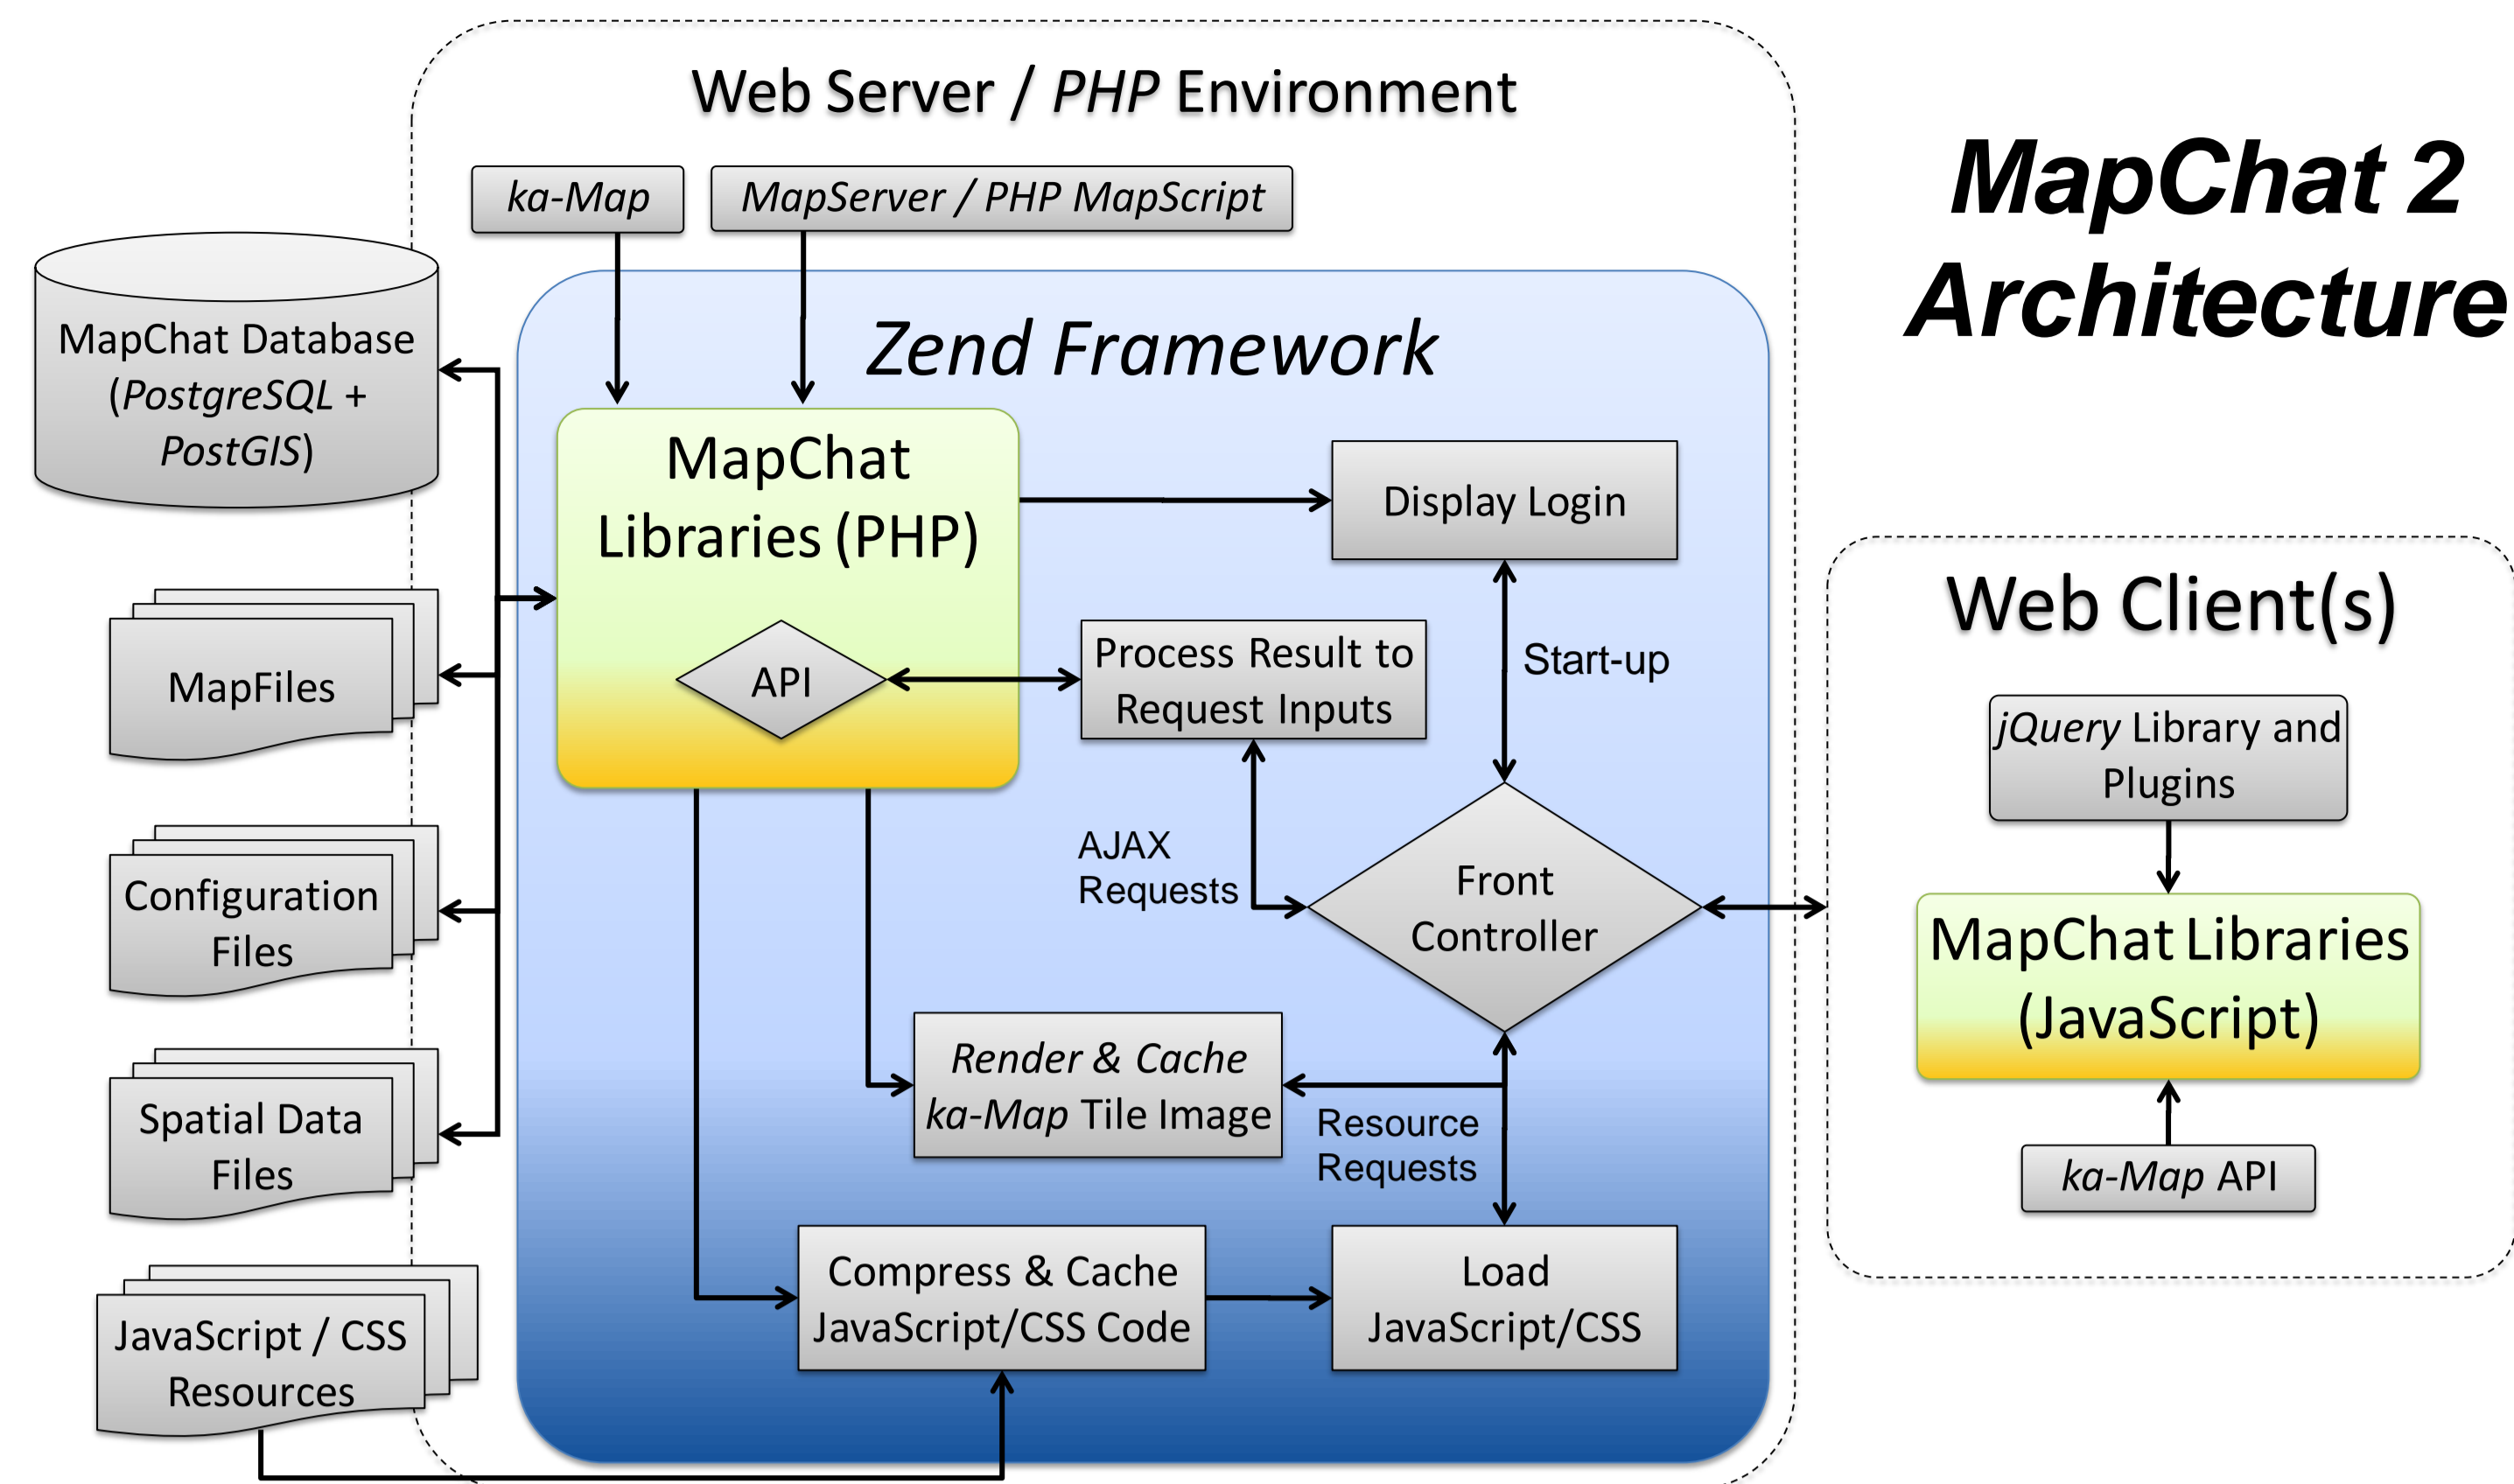 Web Server / PHP Environment
MapChat 2
Architecture
ka-Map
MapServer / PHP MapScript
Zend Framework
MapChat Database
(PostgreSQL +
PostGIS)
MapChat
Libraries (PHP)
API
Display Login
Process Result to
Request Inputs
Start-up
MapFiles
AJAX
Requests
Front
Controller
Configuration
Files
Render & Cache
ka-Map Tile Image
Resource
Requests
Spatial Data
Files
Compress & Cache
JavaScript/CSS Code
Load
JavaScript/CSS
JavaScript / CSS
Resources
Web Client(s)
jQuery Library and
Plugins
MapChat Libraries
(JavaScript)
ka-Map API